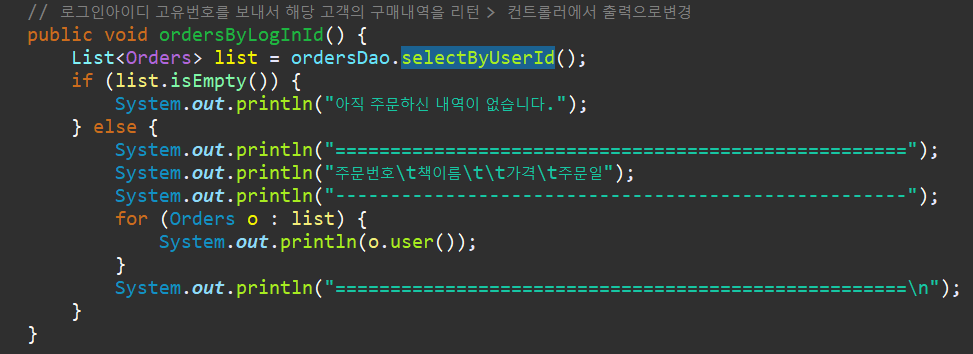 // 로그인아이디 고유번호를 보내서 해당 고객의 구매내역을 리턴 > 컨트롤러에서 출력으로변경
public void ordersByLogInId() {
List<Orders> list = ordersDao.selectByUserId();
if (list.isEmpty()) {
System.out.println("아직 주문하신 내역이 없습니다.");
} else {
System.out.println("====================================================");
System.out.println("주문번호\t책이름\t\t가격\t주문일");
System.out.println("----------------------------------------------------");
for (Orders o : list) {
System.out.println(o.user());
}
System.out.println("====================================================\n");
}
}